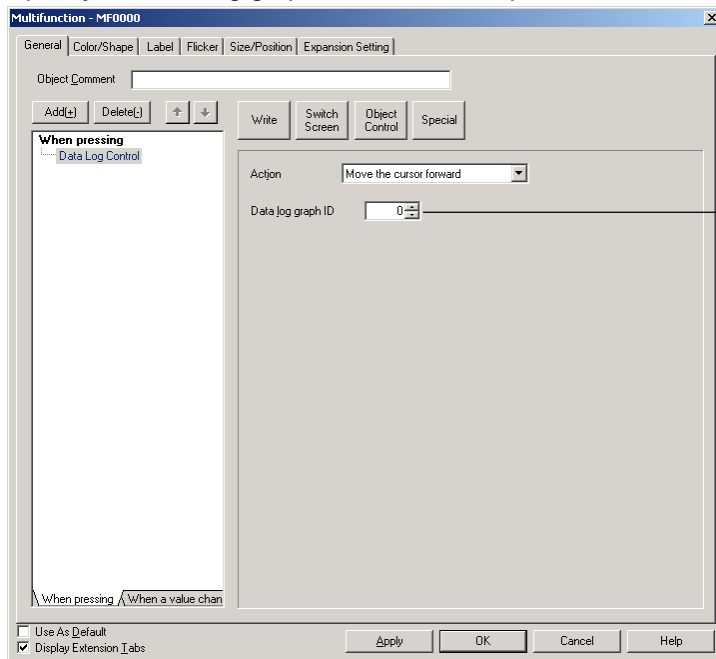 Multifunction - MF0000
General Color/Shape Label Flicker Size/Position Expansion Setting
Object Comment
Add(+) Delete(-)
Write Switch Screen Object Control Special
When pressing
Data Log Control
Action Move the cursor forward
Data log graph ID 0
When pressing When a value chan
Use As Default
Display Extension Tabs
Apply OK Cancel Help